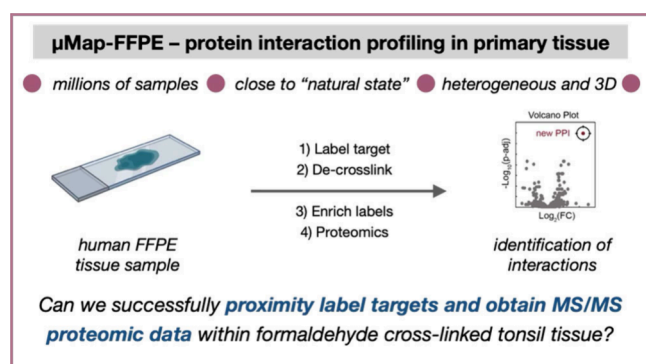 µMap-FFPE – protein interaction profiling in primary tissue
millions of samples close to “natural state” heterogeneous and 3D
1) Label target
2) De-crosslink
3) Enrich labels
4) Proteomics
human FFPE
tissue sample
Volcano Plot
new PPI
-Log₁₀(p-adj)
Log₂(FC)
identification of
interactions
Can we successfully proximity label targets and obtain MS/MS
proteomic data within formaldehyde cross-linked tonsil tissue?